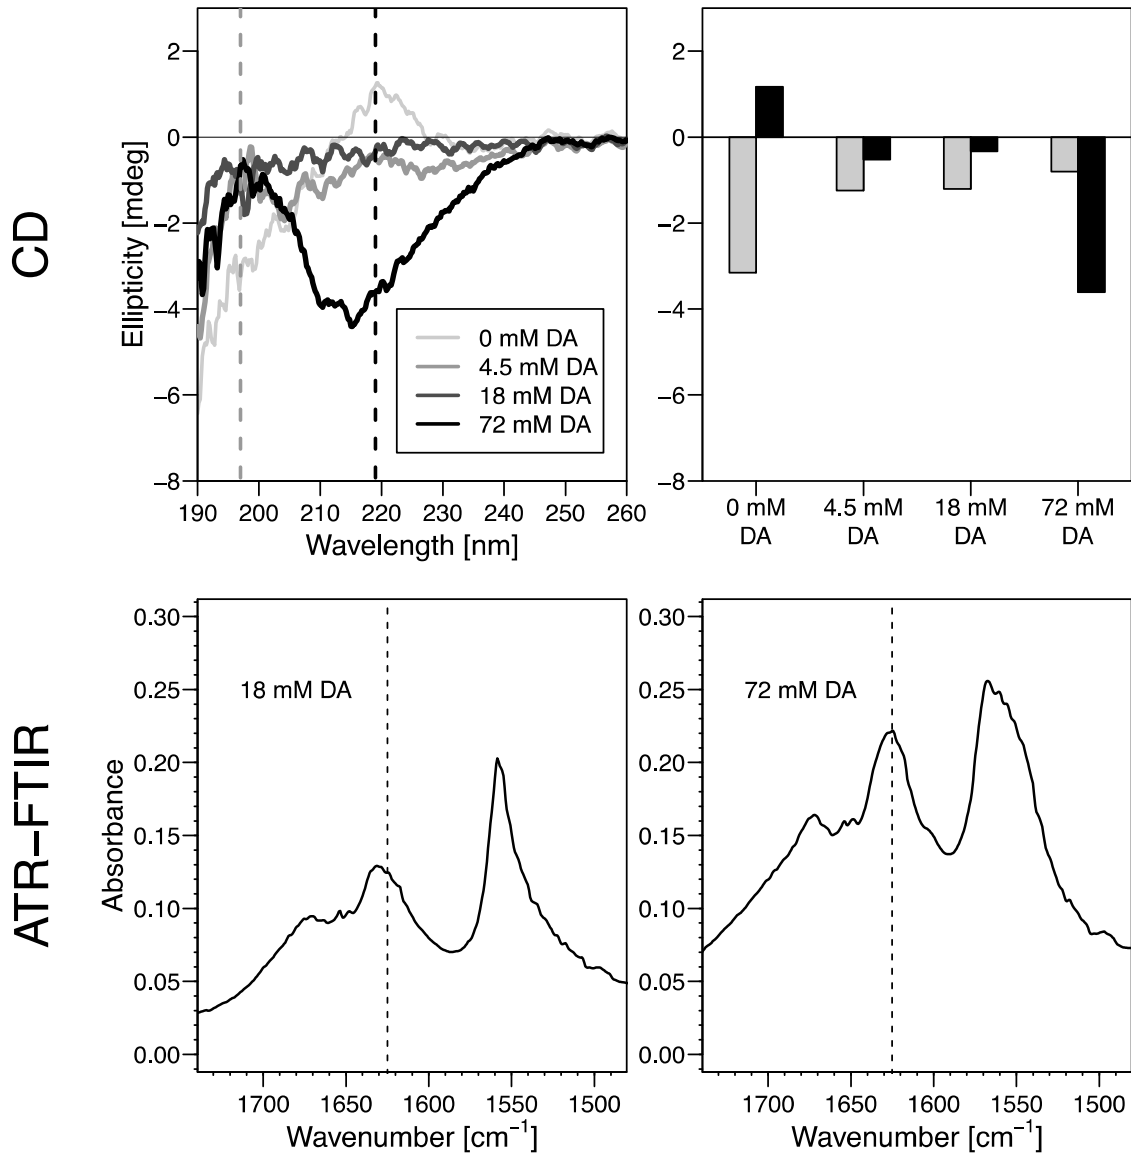 CD
Ellipticity [mdeg]
2
0
−2
−4
−6
−8
0 mM DA
4.5 mM DA
18 mM DA
72 mM DA
190 200 210 220 230 240 250 260
Wavelength [nm]
2
0
−2
−4
−6
−8
0 mM 4.5 mM 18 mM 72 mM
DA DA DA DA
ATR−FTIR
Absorbance
0.30
0.25
0.20
0.15
0.10
0.05
0.00
18 mM DA
1700 1650 1600 1550 1500
Wavenumber [cm⁻¹]
0.30
0.25
0.20
0.15
0.10
0.05
0.00
72 mM DA
1700 1650 1600 1550 1500
Wavenumber [cm⁻¹]